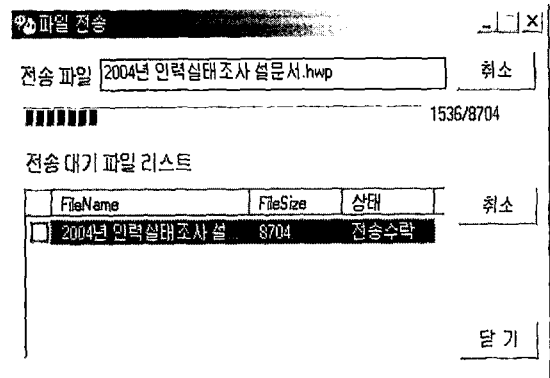 파일 전송
전송 파일 2004년 인력실태조사 설문서.hwp 취소
1536/8704
전송 대기 파일 리스트
FileName FileSize 상태 취소
2004년 인력실태조사 설 8704 전송수락
닫 기